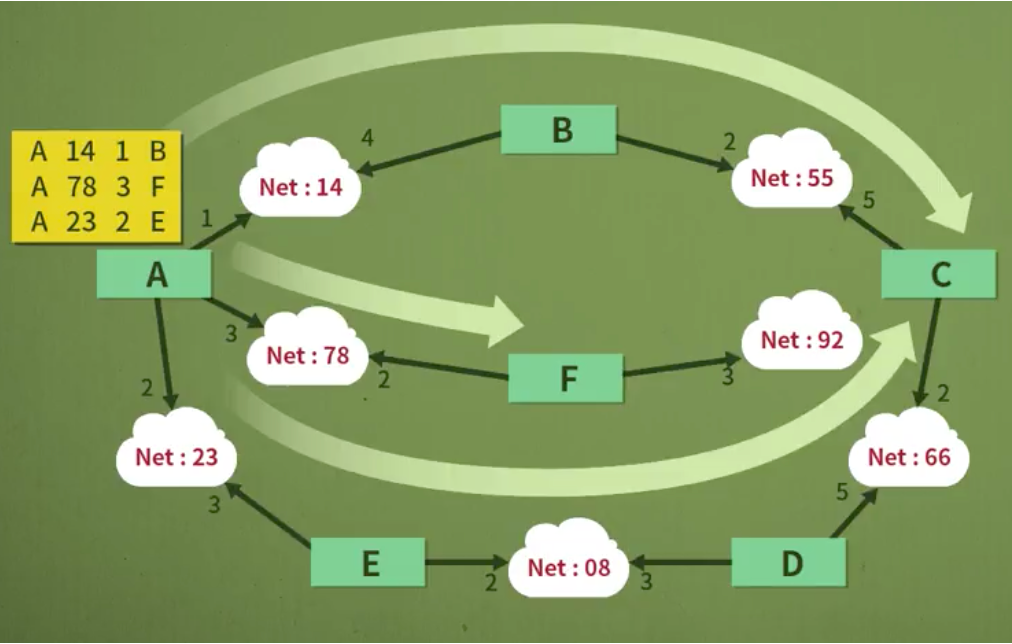 A 14 1 B
A 78 3 F
A 23 2 E
4
B
2
Net : 14
Net : 55
1
5
A
C
3
Net : 78
2
F
3
Net : 92
2
2
Net : 23
Net : 66
3
5
E
2
Net : 08
3
D